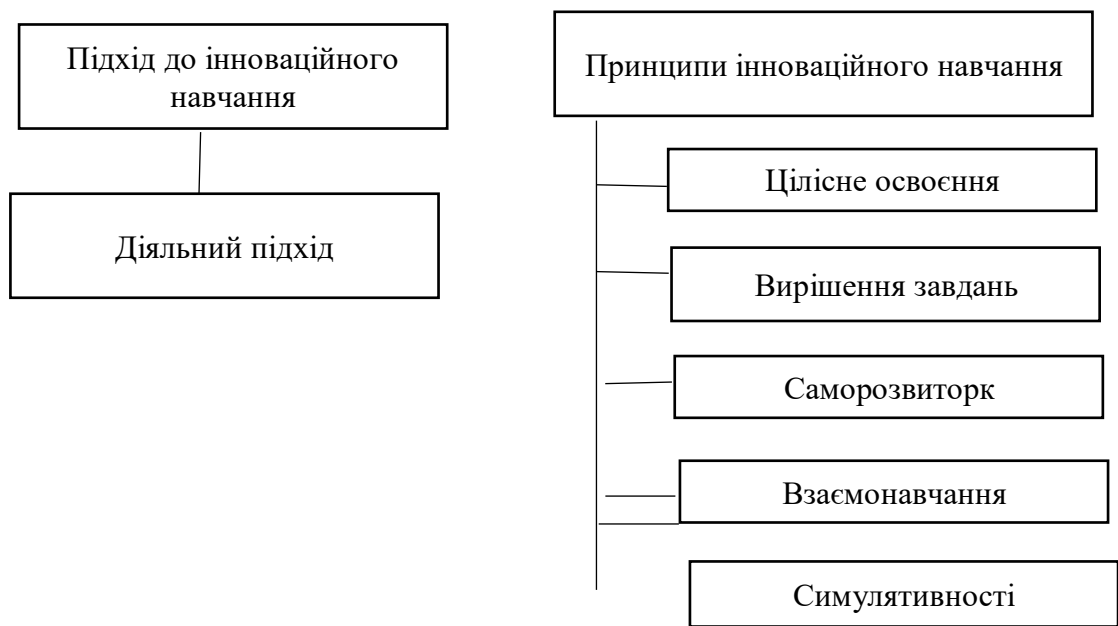 Підхід до інноваційного
навчання
Діяльний підхід
Принципи інноваційного навчання
Цілісне освоєння
Вирішення завдань
Саморозвиторк
Взаємонавчання
Симулятивності